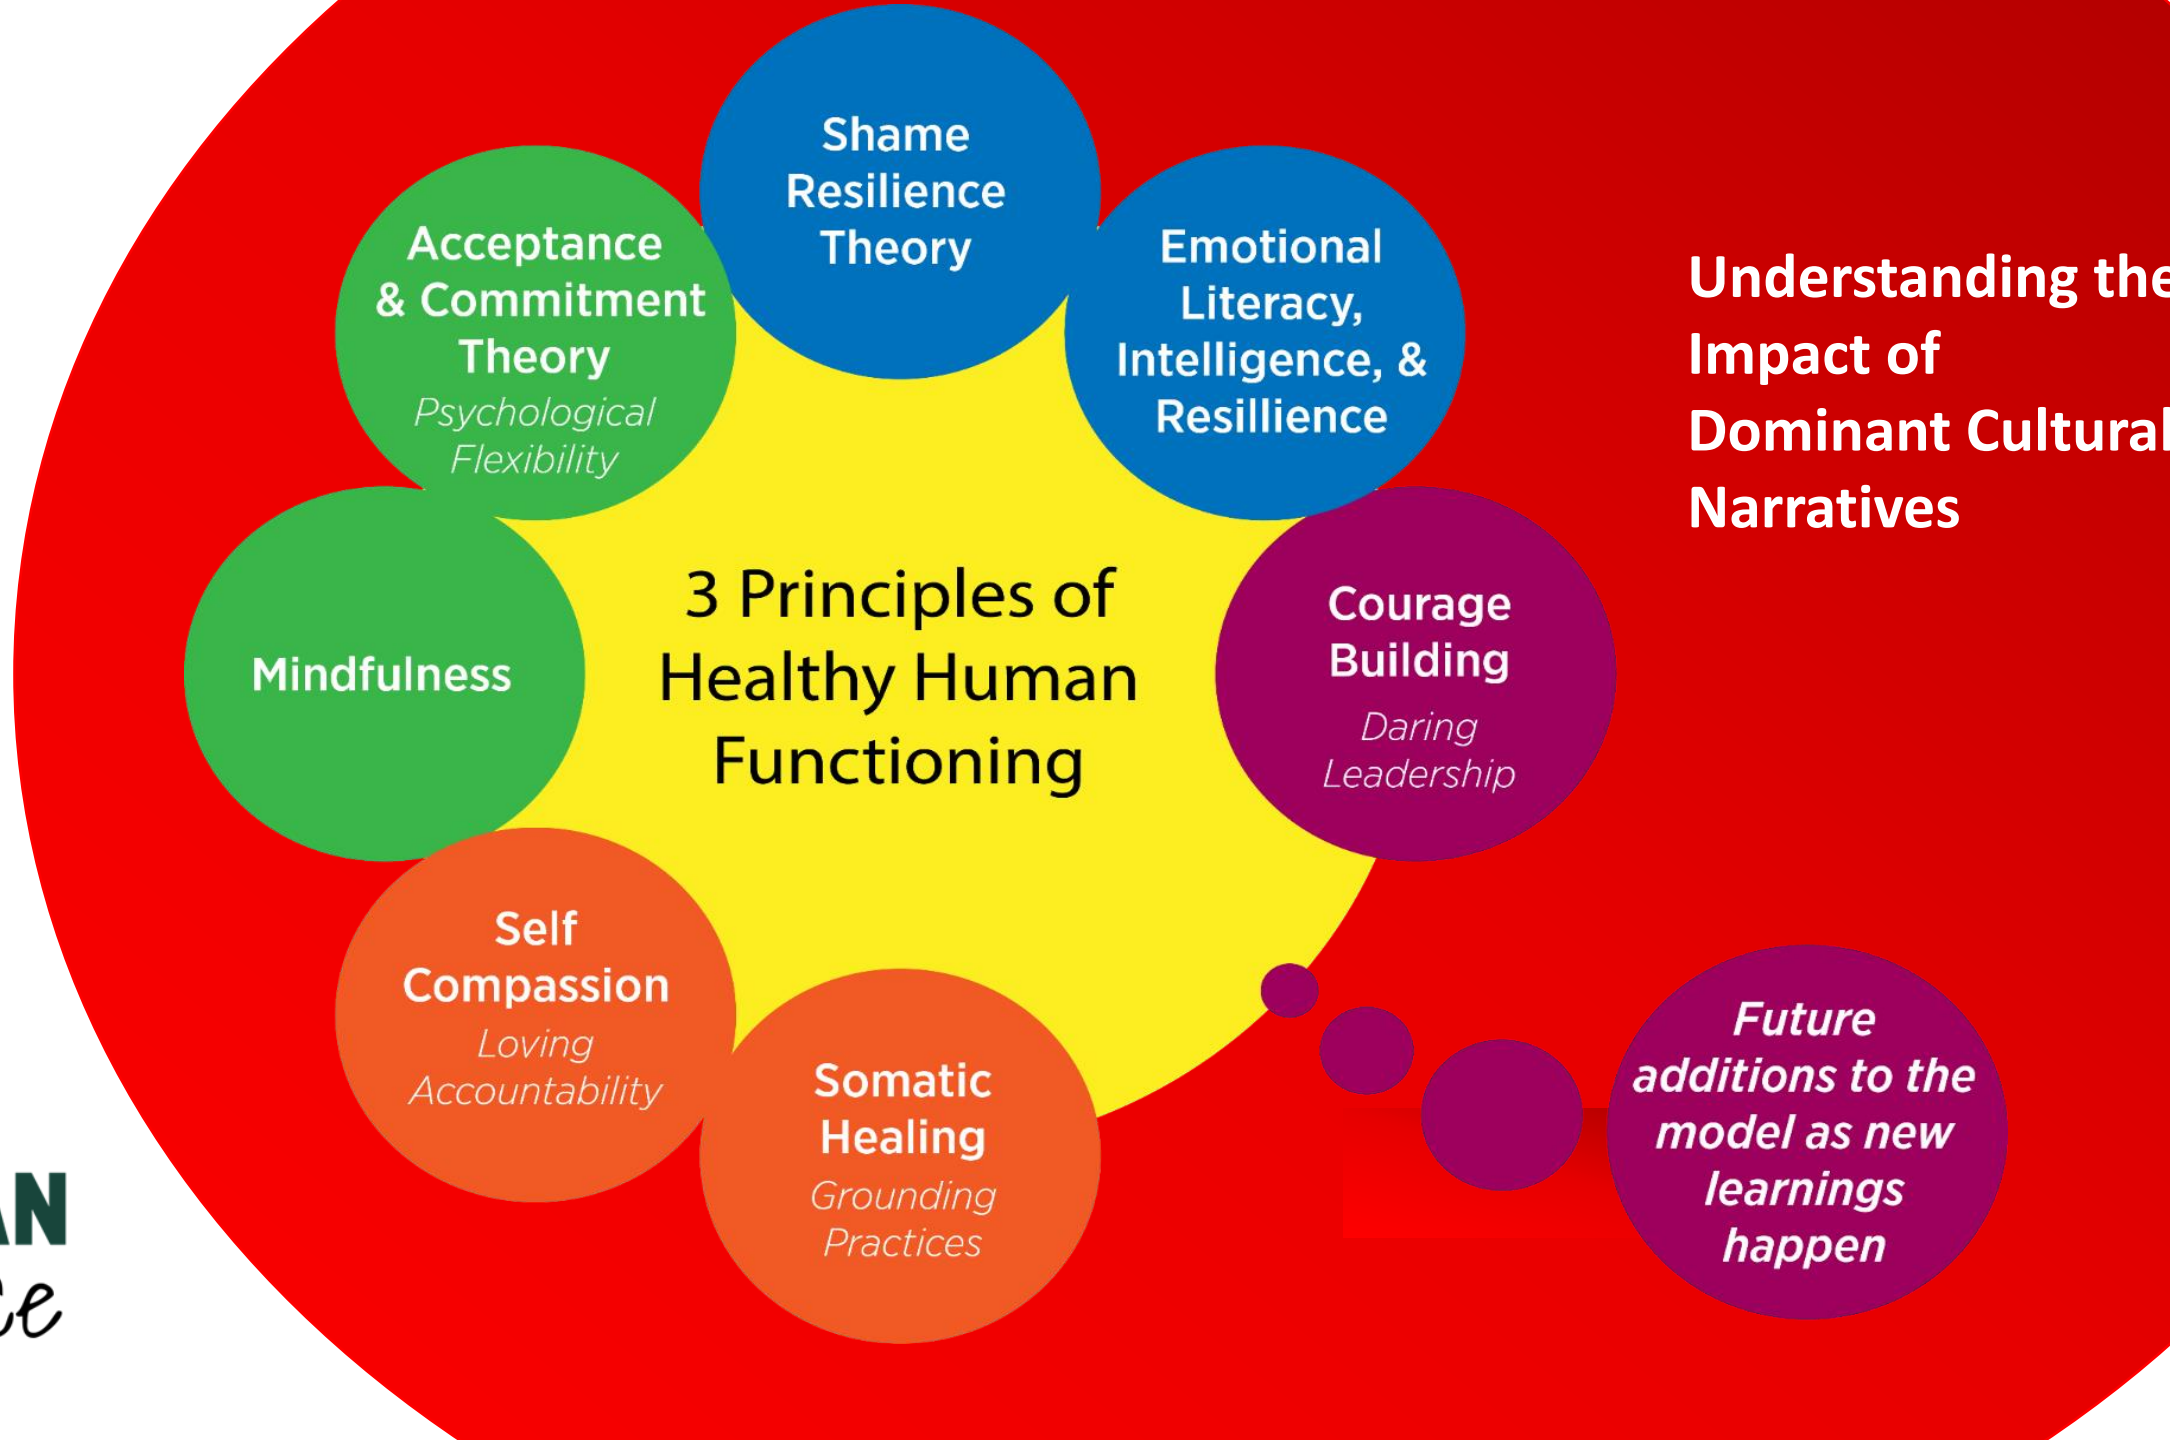 Shame
Resilience
Theory
Acceptance
& Commitment
Theory
Psychological
Flexibility
Emotional
Literacy,
Intelligence, &
Resillience
Understanding the
Impact of
Dominant Cultural
Narratives
3 Principles of
Healthy Human
Functioning
Mindfulness
Courage
Building
Daring
Leadership
Self
Compassion
Loving
Accountability
Somatic
Healing
Grounding
Practices
Future
additions to the
model as new
learnings
happen